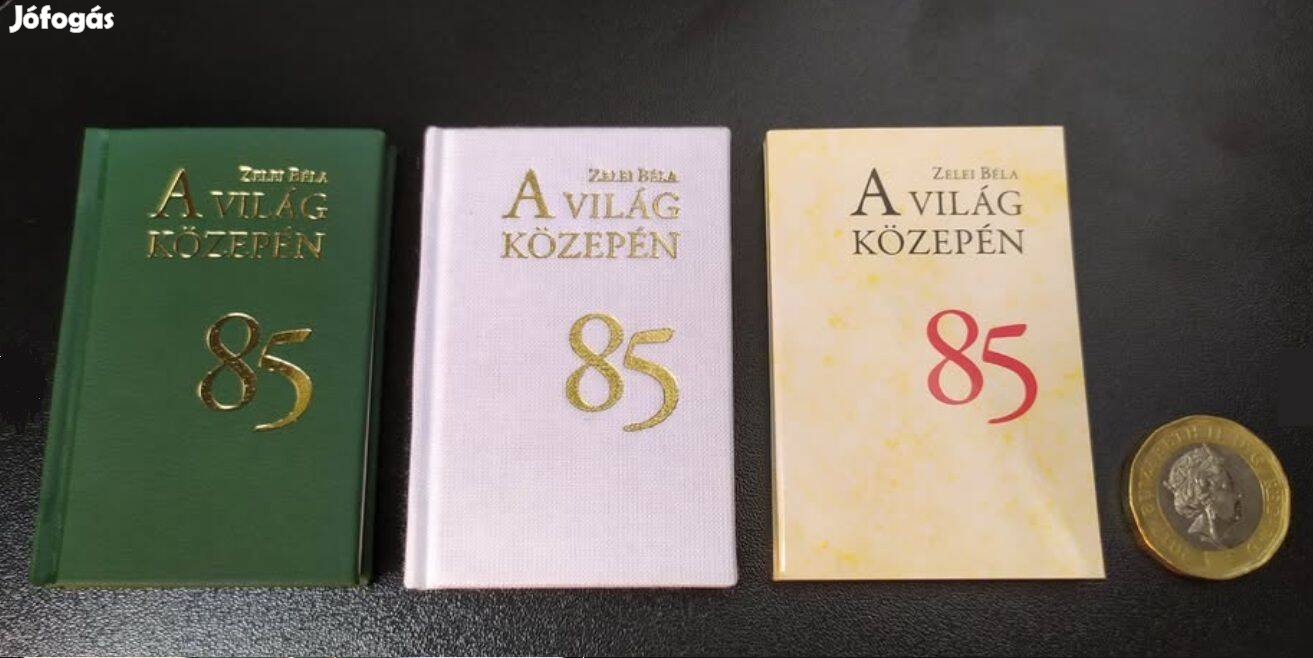 Jófogás
ZELEI BÉLA
A VILÁG
KÖZEPÉN
85
ZELEI BÉLA
A VILÁG
KÖZEPÉN
85
ZELEI BÉLA
A VILÁG
KÖZEPÉN
85